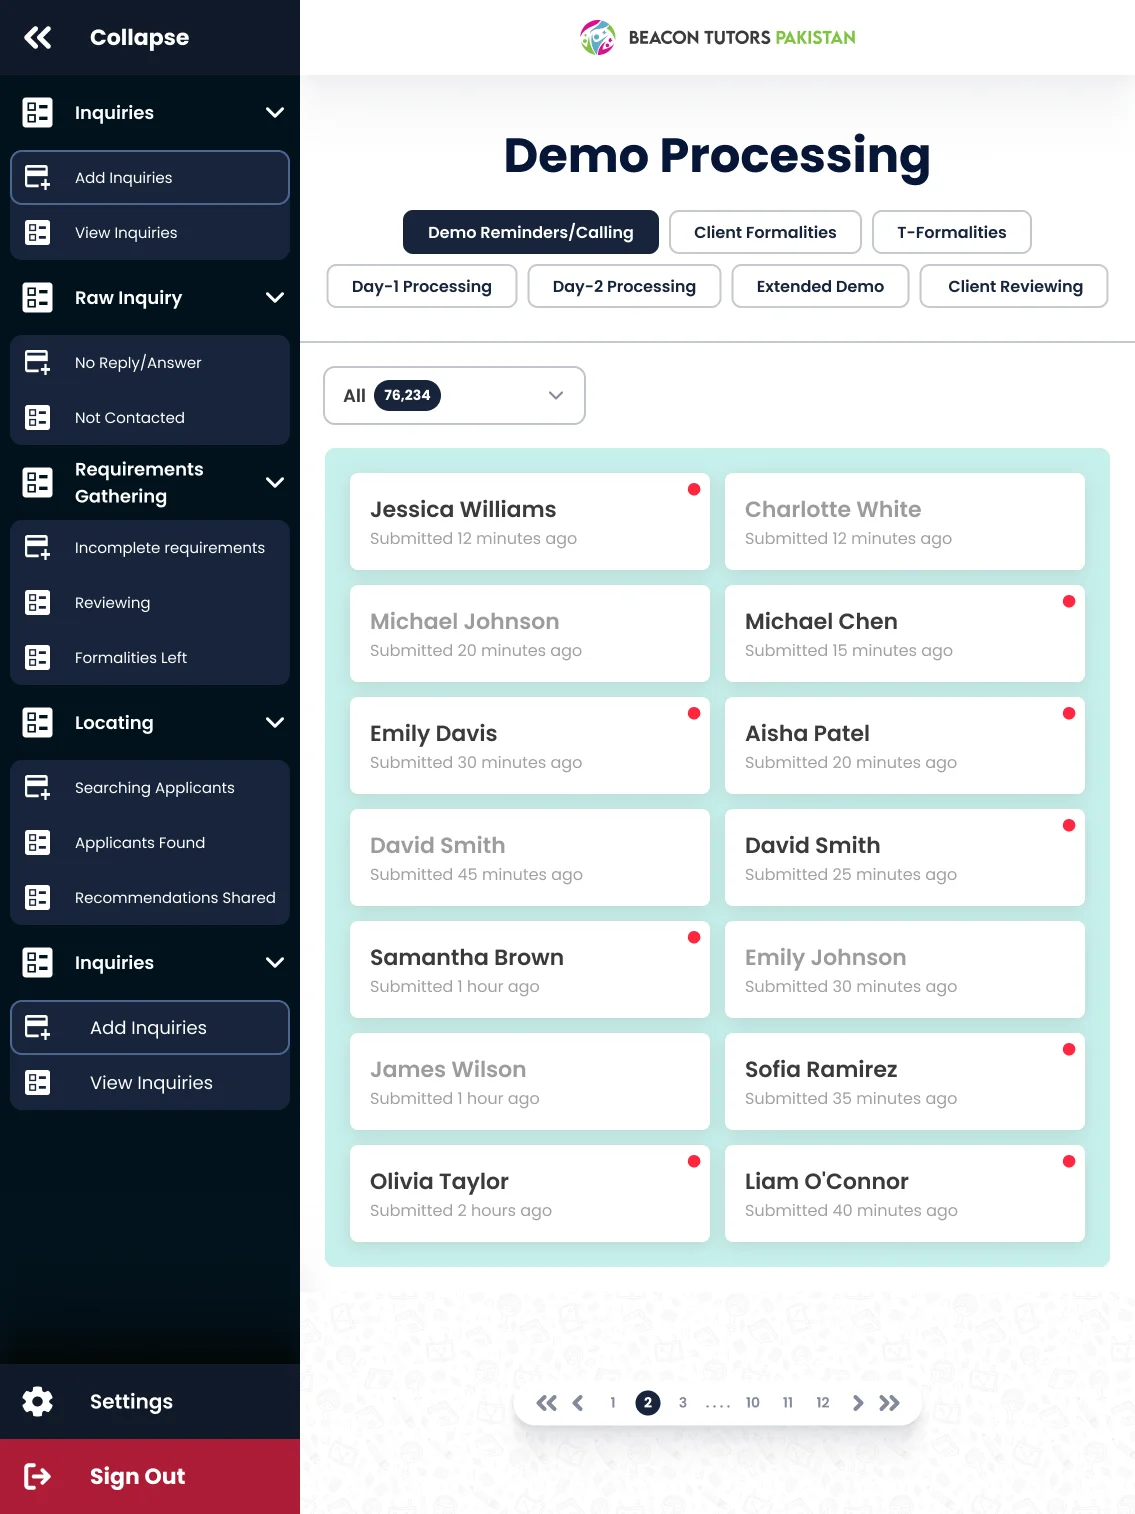 Collapse
Inquiries
Add Inquiries
View Inquiries
Raw Inquiry
No Reply/Answer
Not Contacted
Requirements
Gathering
Incomplete requirements
Reviewing
Formalities Left
Locating
Searching Applicants
Applicants Found
Recommendations Shared
Inquiries
Add Inquiries
View Inquiries
Settings
Sign Out
BEACON TUTORS PAKISTAN
Demo Processing
Demo Reminders/Calling Client Formalities T-Formalities
Day-1 Processing Day-2 Processing Extended Demo Client Reviewing
All 76,234
Jessica Williams
Submitted 12 minutes ago
Charlotte White
Submitted 12 minutes ago
Michael Johnson
Submitted 20 minutes ago
Michael Chen
Submitted 15 minutes ago
Emily Davis
Submitted 30 minutes ago
Aisha Patel
Submitted 20 minutes ago
David Smith
Submitted 45 minutes ago
David Smith
Submitted 25 minutes ago
Samantha Brown
Submitted 1 hour ago
Emily Johnson
Submitted 30 minutes ago
James Wilson
Submitted 1 hour ago
Sofia Ramirez
Submitted 35 minutes ago
Olivia Taylor
Submitted 2 hours ago
Liam O'Connor
Submitted 40 minutes ago
1 2 3 .... 10 11 12